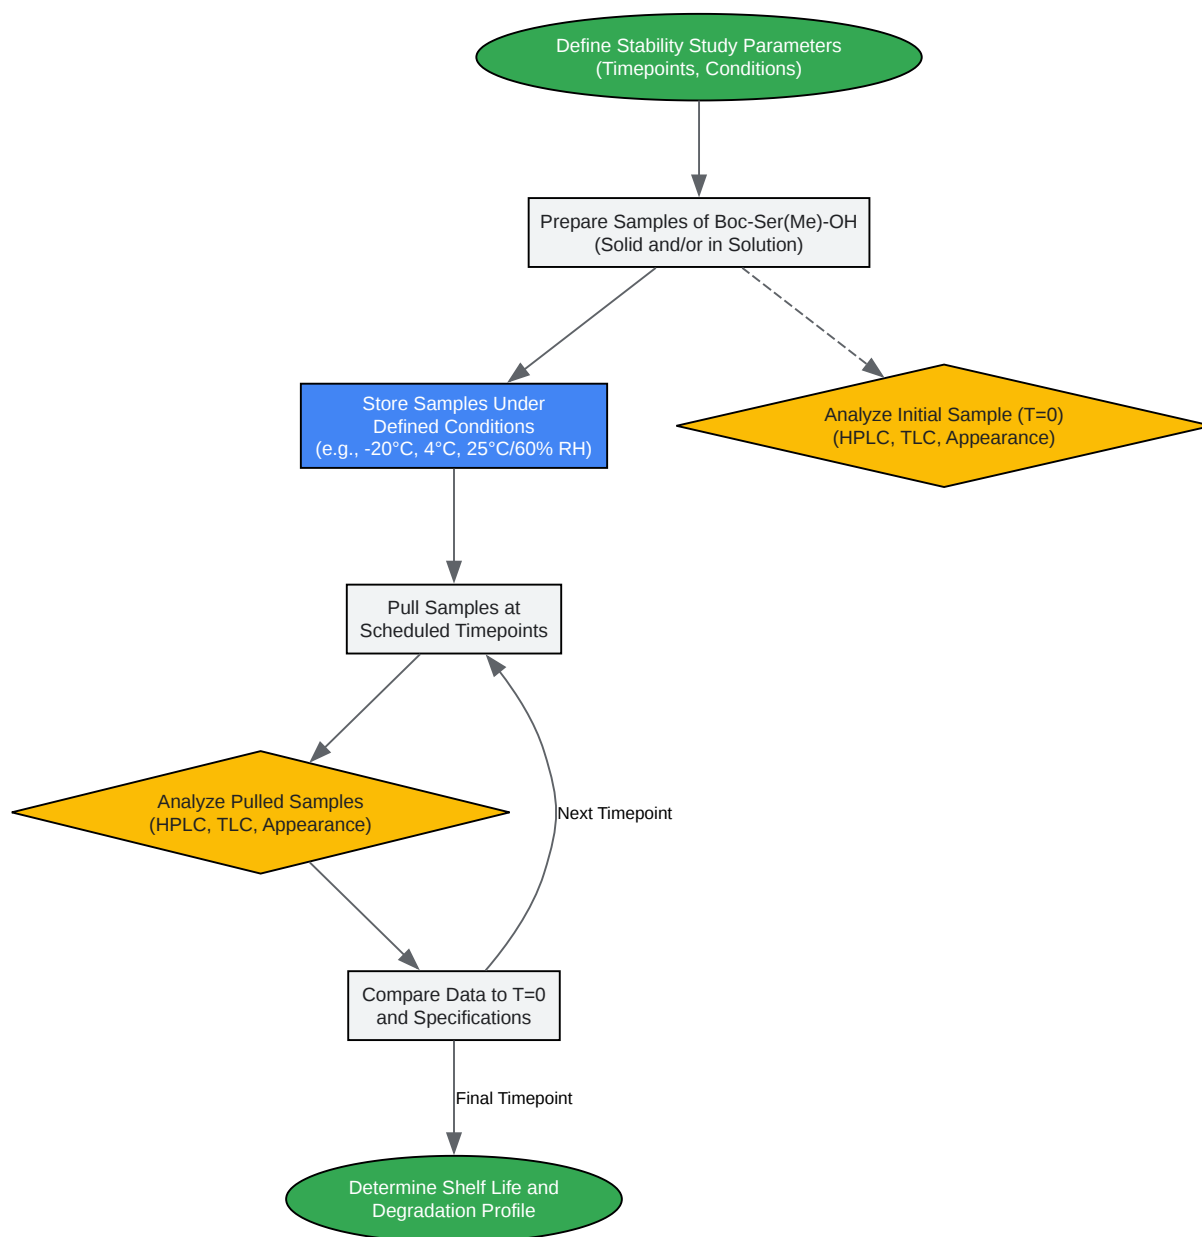 Define Stability Study Parameters
(Timepoints, Conditions)
Prepare Samples of Boc-Ser(Me)-OH
(Solid and/or in Solution)
Store Samples Under
Defined Conditions
(e.g., -20°C, 4°C, 25°C/60% RH)
Analyze Initial Sample (T=0)
(HPLC, TLC, Appearance)
Pull Samples at
Scheduled Timepoints
Analyze Pulled Samples
(HPLC, TLC, Appearance)
Next Timepoint
Compare Data to T=0
and Specifications
Final Timepoint
Determine Shelf Life and
Degradation Profile